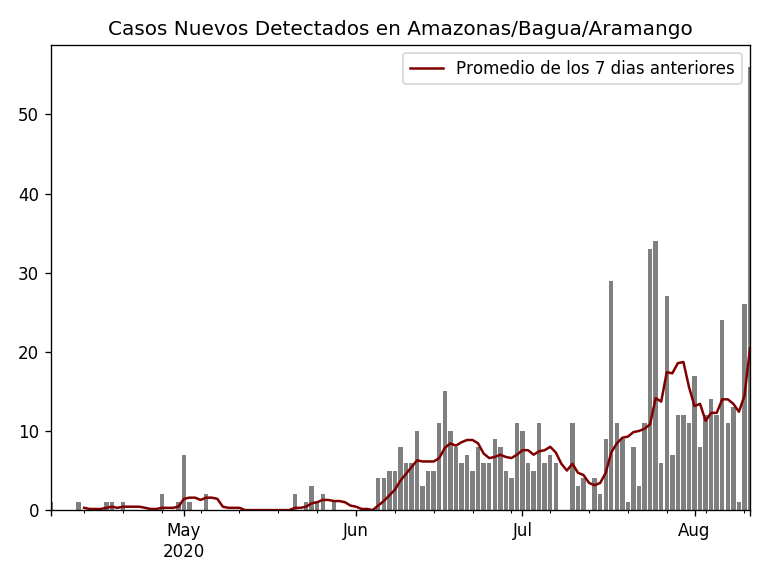 Casos Nuevos Detectados en Amazonas/Bagua/Aramango
Promedio de los 7 dias anteriores
50
40
30
20
10
0
May
2020
Jun
Jul
Aug